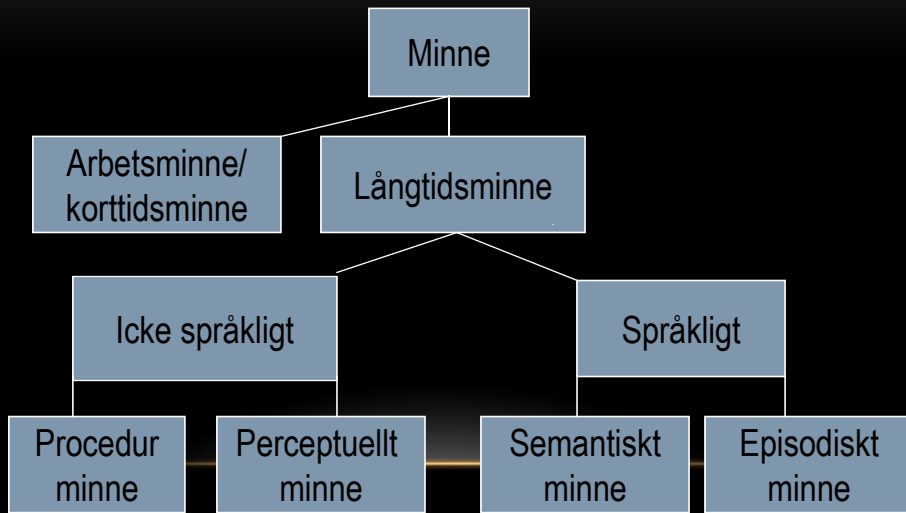 Minne
Arbetsminne/
korttidsminne
Långtidsminne
Icke språkligt
Språkligt
Procedur
minne
Perceptuellt
minne
Semantiskt
minne
Episodiskt
minne